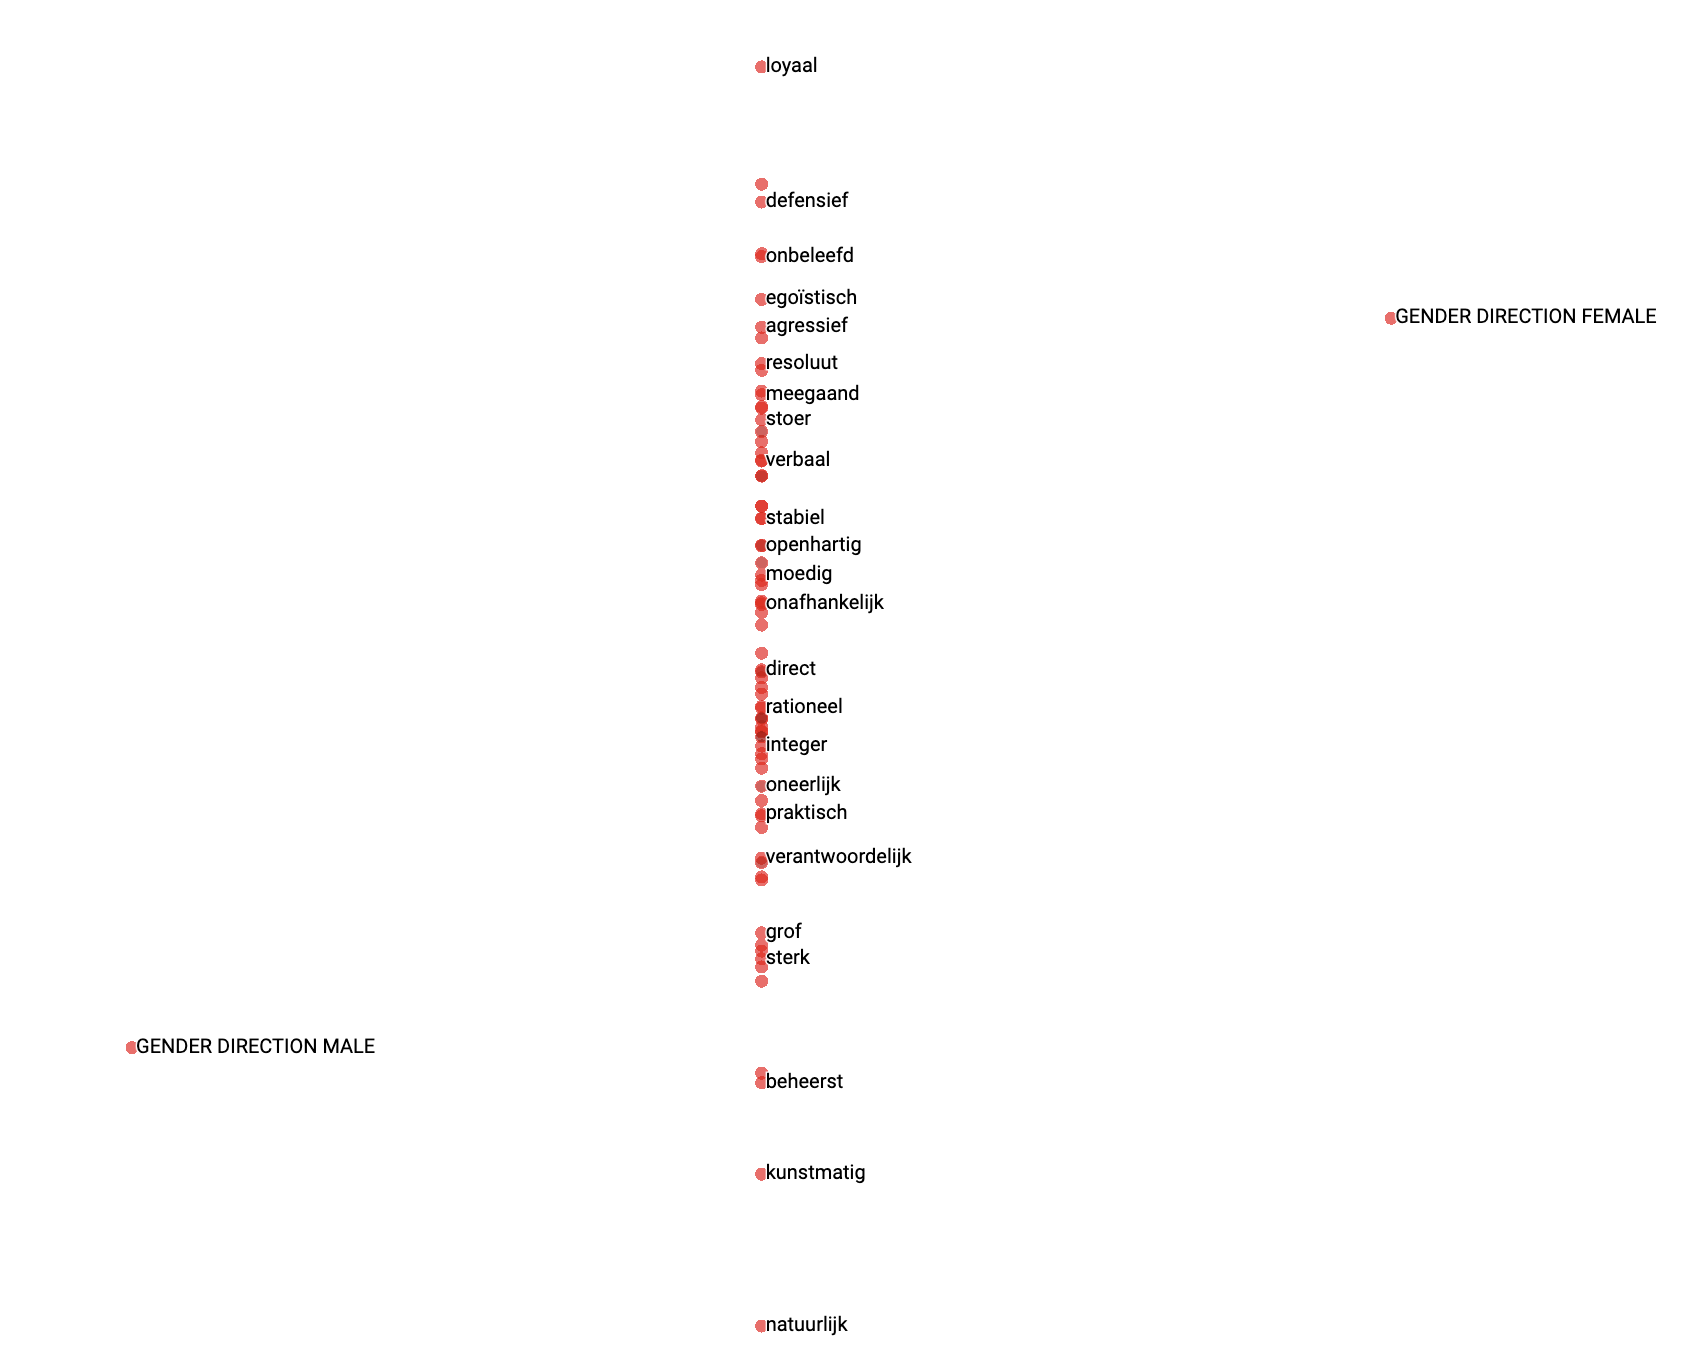 loyaal
defensief
onbeleefd
egoïstisch
GENDER DIRECTION FEMALE
agressief
resoluut
meegaand
stoer
verbaal
stabiel
openhartig
moedig
onafhankelijk
direct
rationeel
integer
oneerlijk
praktisch
verantwoordelijk
grof
sterk
GENDER DIRECTION MALE
beheerst
kunstmatig
natuurlijk